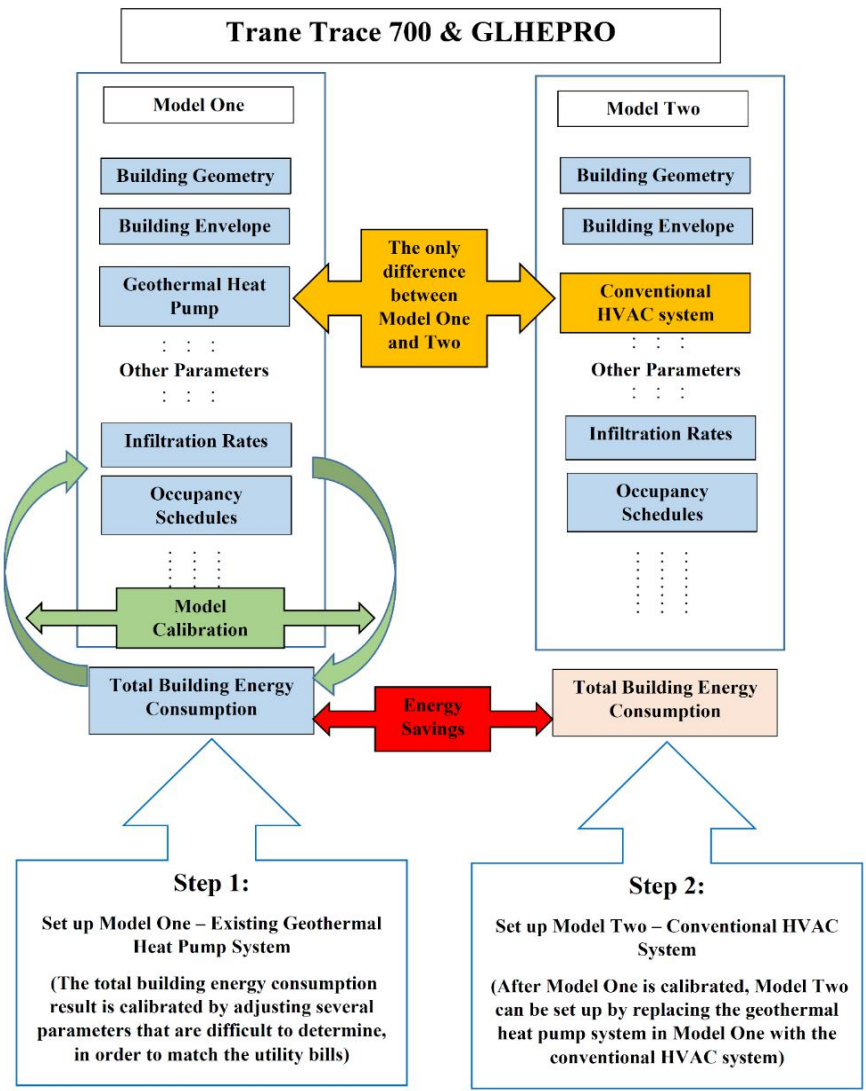 Trane Trace 700 & GLHEPRO
Model One
Building Geometry
Building Envelope
Geothermal Heat
Pump
Other Parameters
Infiltration Rates
Occupancy
Schedules
Model
Calibration
Total Building Energy
Consumption
The only
difference
between
Model One
and Two
Energy
Savings
Model Two
Building Geometry
Building Envelope
Conventional
HVAC system
Other Parameters
Infiltration Rates
Occupancy
Schedules
Total Building Energy
Consumption
Step 1:
Set up Model One – Existing Geothermal
Heat Pump System
(The total building energy consumption
result is calibrated by adjusting several
parameters that are difficult to determine,
in order to match the utility bills)
Step 2:
Set up Model Two – Conventional HVAC
System
(After Model One is calibrated, Model Two
can be set up by replacing the geothermal
heat pump system in Model One with the
conventional HVAC system)